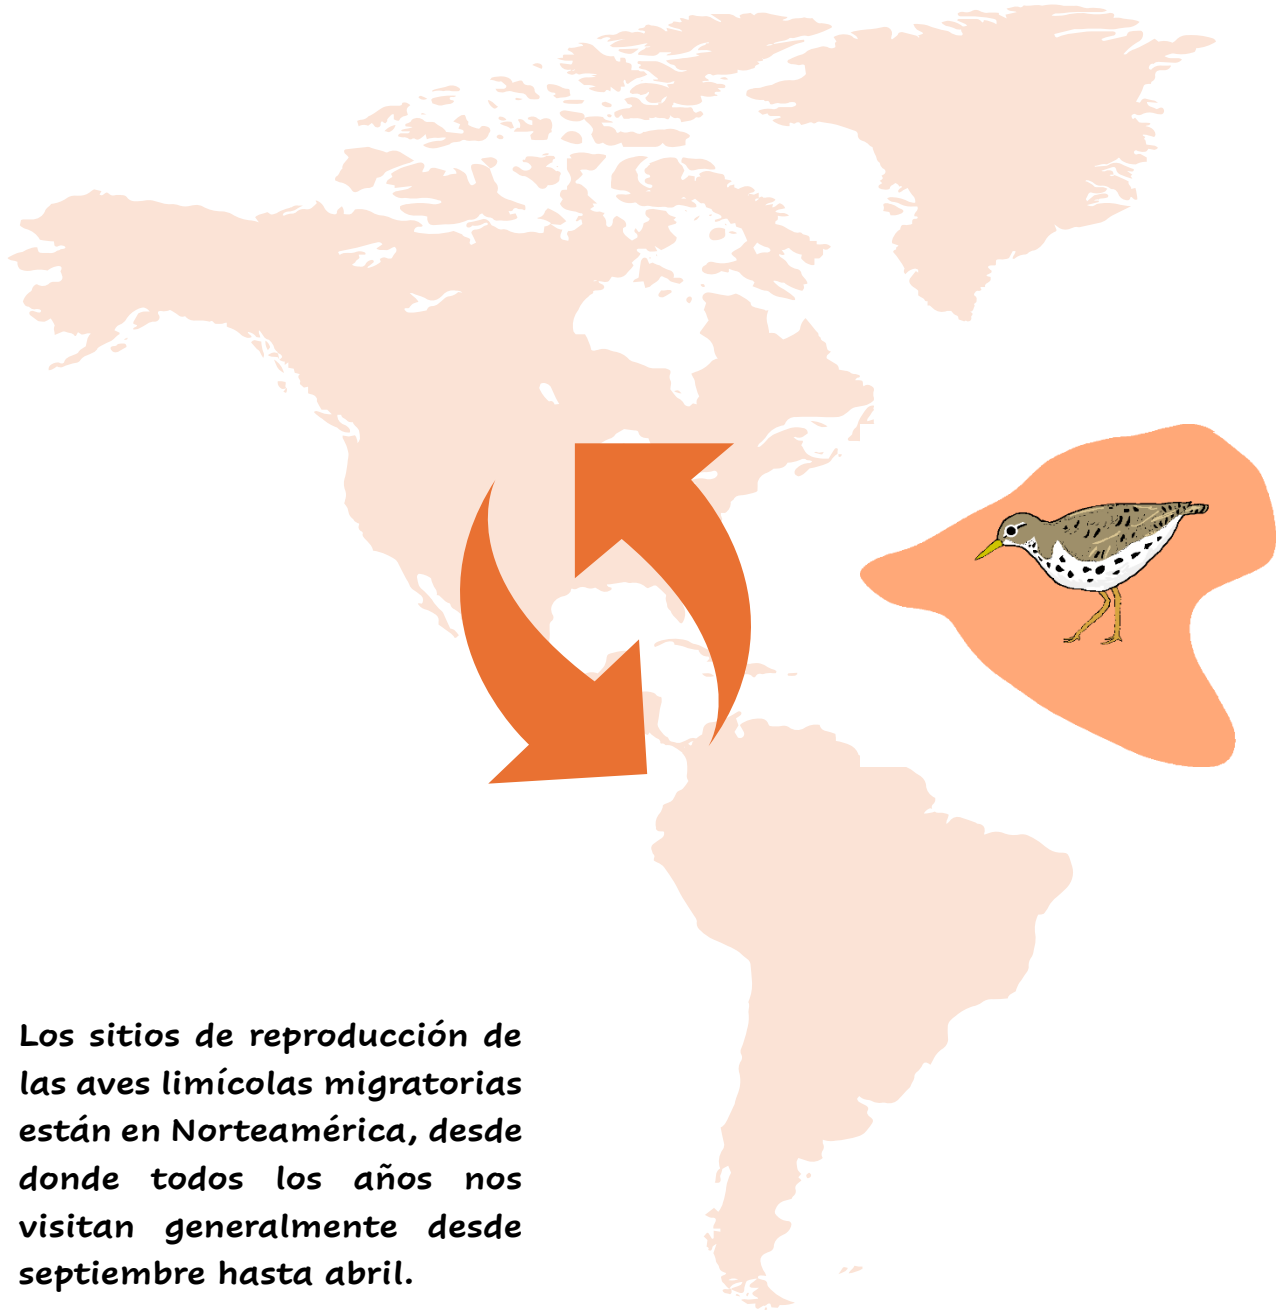 Los sitios de reproducción de
las aves limícolas migratorias
están en Norteamérica, desde
donde todos los años nos
visitan generalmente desde
septiembre hasta abril.